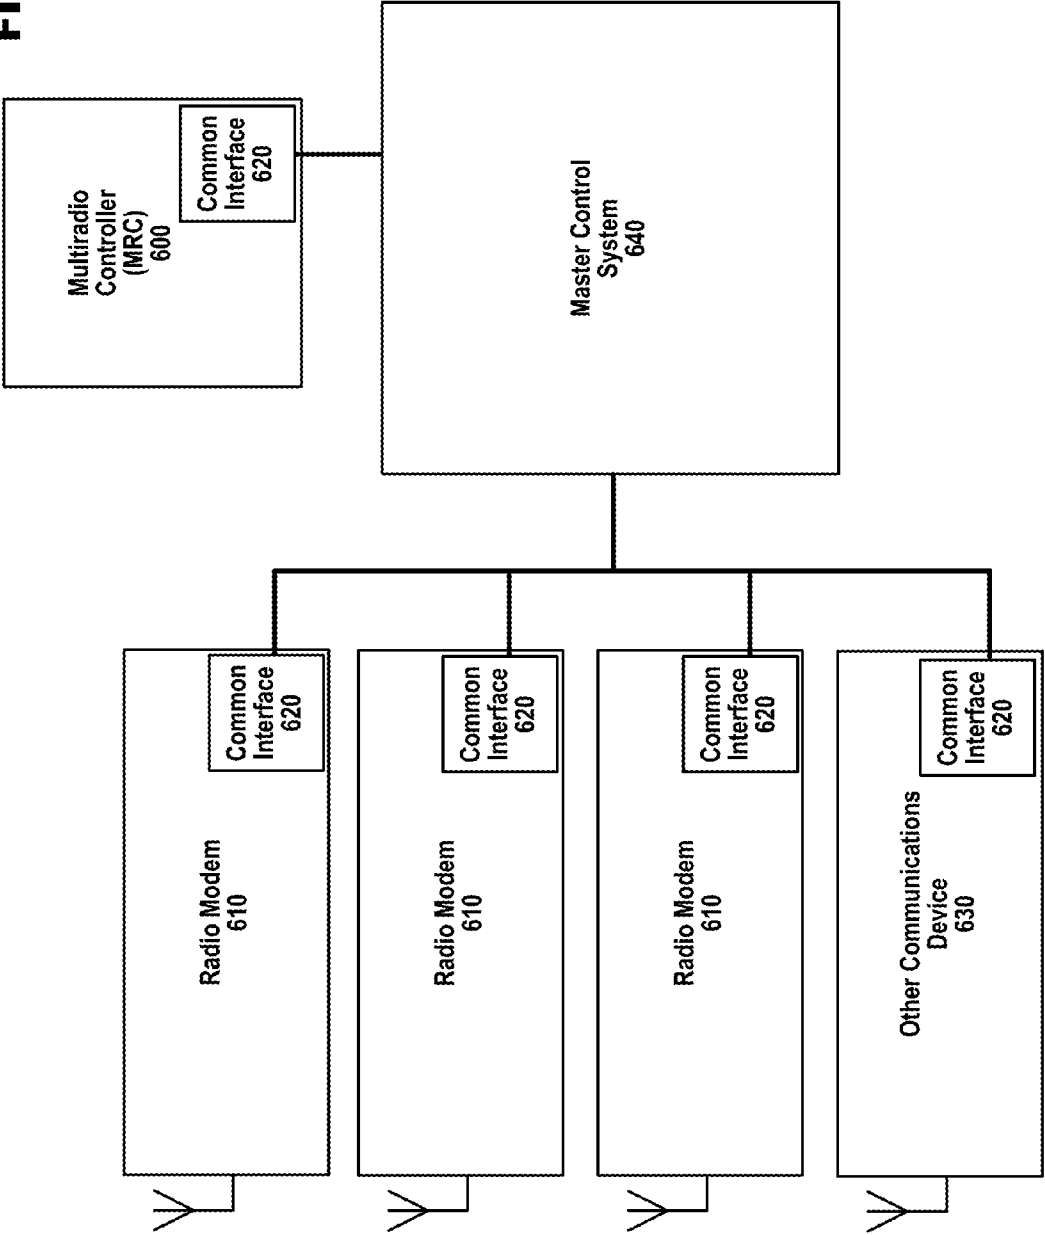 Radio Modem
610
Common
Interface
620
Radio Modem
610
Common
Interface
620
Radio Modem
610
Common
Interface
620
Other Communications
Device
630
Common
Interface
620
Multiradio
Controller
(MRC)
600
Common
Interface
620
Master Control
System
640